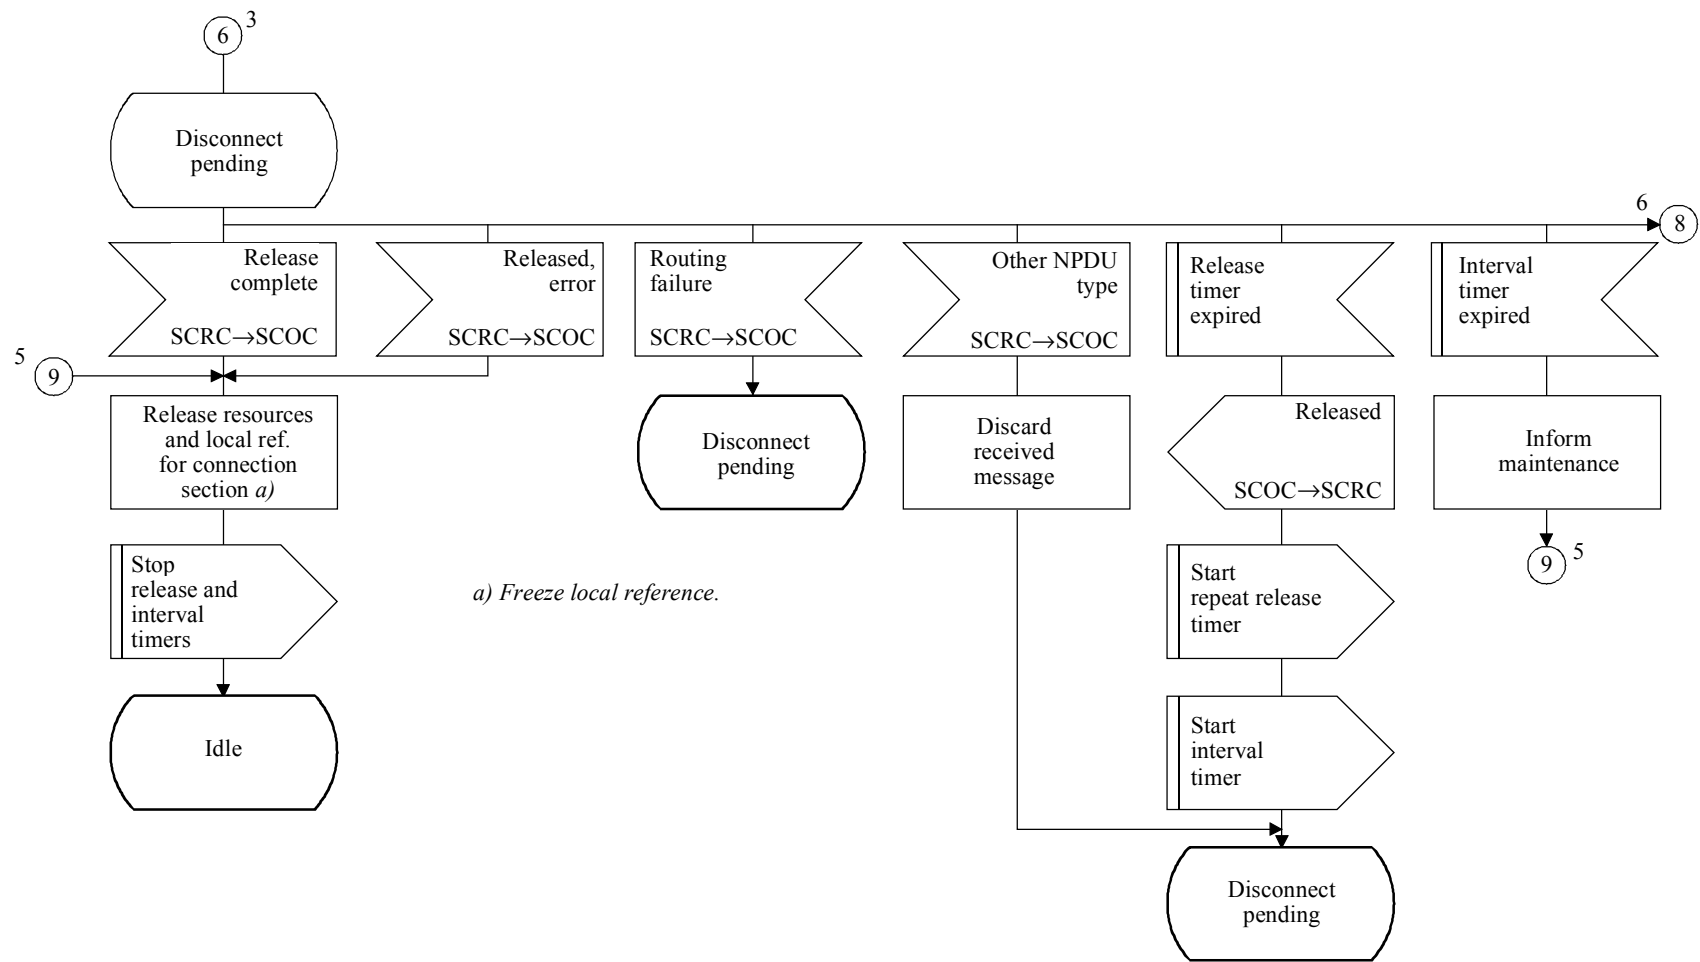 6
3
Disconnect
pending
6
8
Release
complete
SCRC→SCOC
Released,
error
SCRC→SCOC
Routing
failure
SCRC→SCOC
Other NPDU
type
SCRC→SCOC
Release
timer
expired
Interval
timer
expired
5
9
Release resources
and local ref.
for connection
section a)
Disconnect
pending
Discard
received
message
Released
SCOC→SCRC
Inform
maintenance
9
5
Stop
release and
interval
timers
a) Freeze local reference.
Start
repeat release
timer
Idle
Start
interval
timer
Disconnect
pending